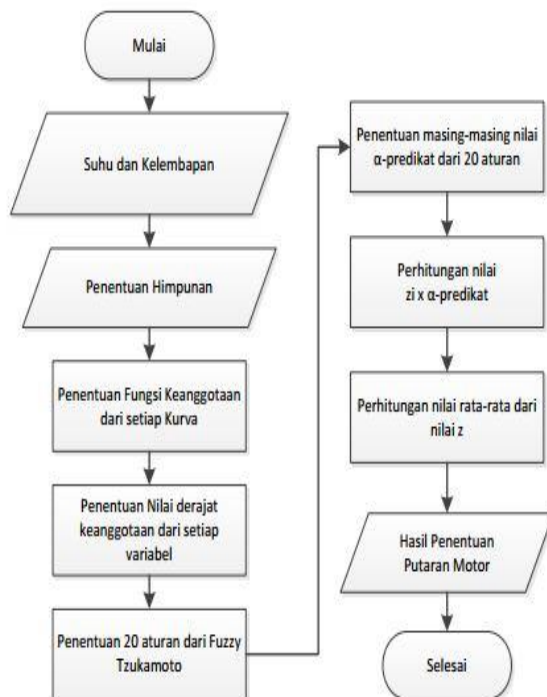 Mulai
Suhu dan Kelembapan
Penentuan Himpunan
Penentuan Fungsi Keanggotaan
dari setiap Kurva
Penentuan Nilai derajat
keanggotaan dari setiap
variabel
Penentuan 20 aturan dari Fuzzy
Tzukamoto
Penentuan masing-masing nilai
α-predikat dari 20 aturan
Perhitungan nilai
zi x α-predikat
Perhitungan nilai rata-rata dari
nilai z
Hasil Penentuan
Putaran Motor
Selesai